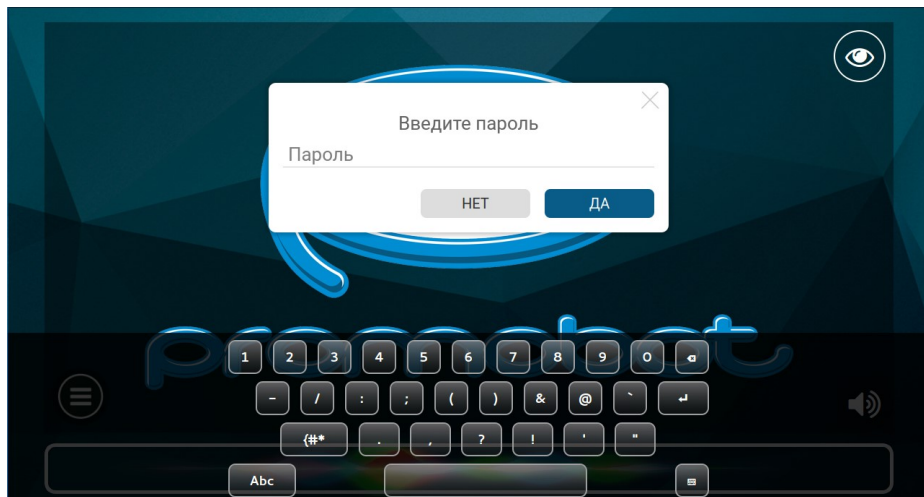 Введите пароль
Пароль
НЕТ ДА
promobot
1 2 3 4 5 6 7 8 9 0
- / : ; ( ) & @ `
{#* . , ? ! ' "
Abc